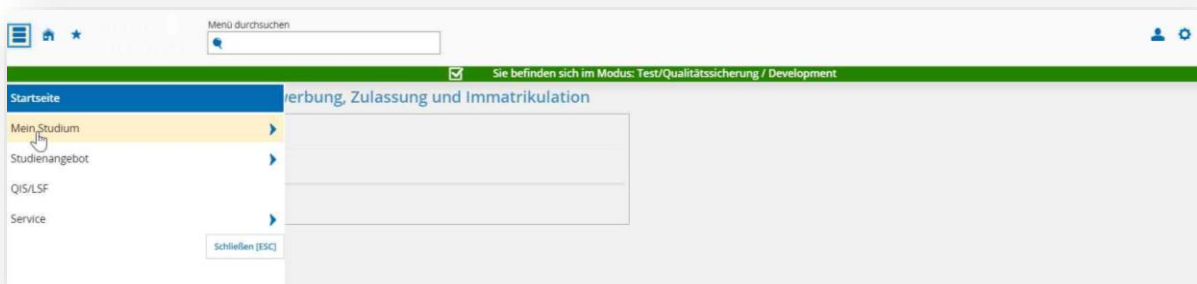 Menü durchsuchen
Sie befinden sich im Modus: Test/Qualitätssicherung / Development
Startseite
erbung, Zulassung und Immatrikulation
Mein Studium
Studienangebot
QIS/LSF
Service
Schließen [ESC]